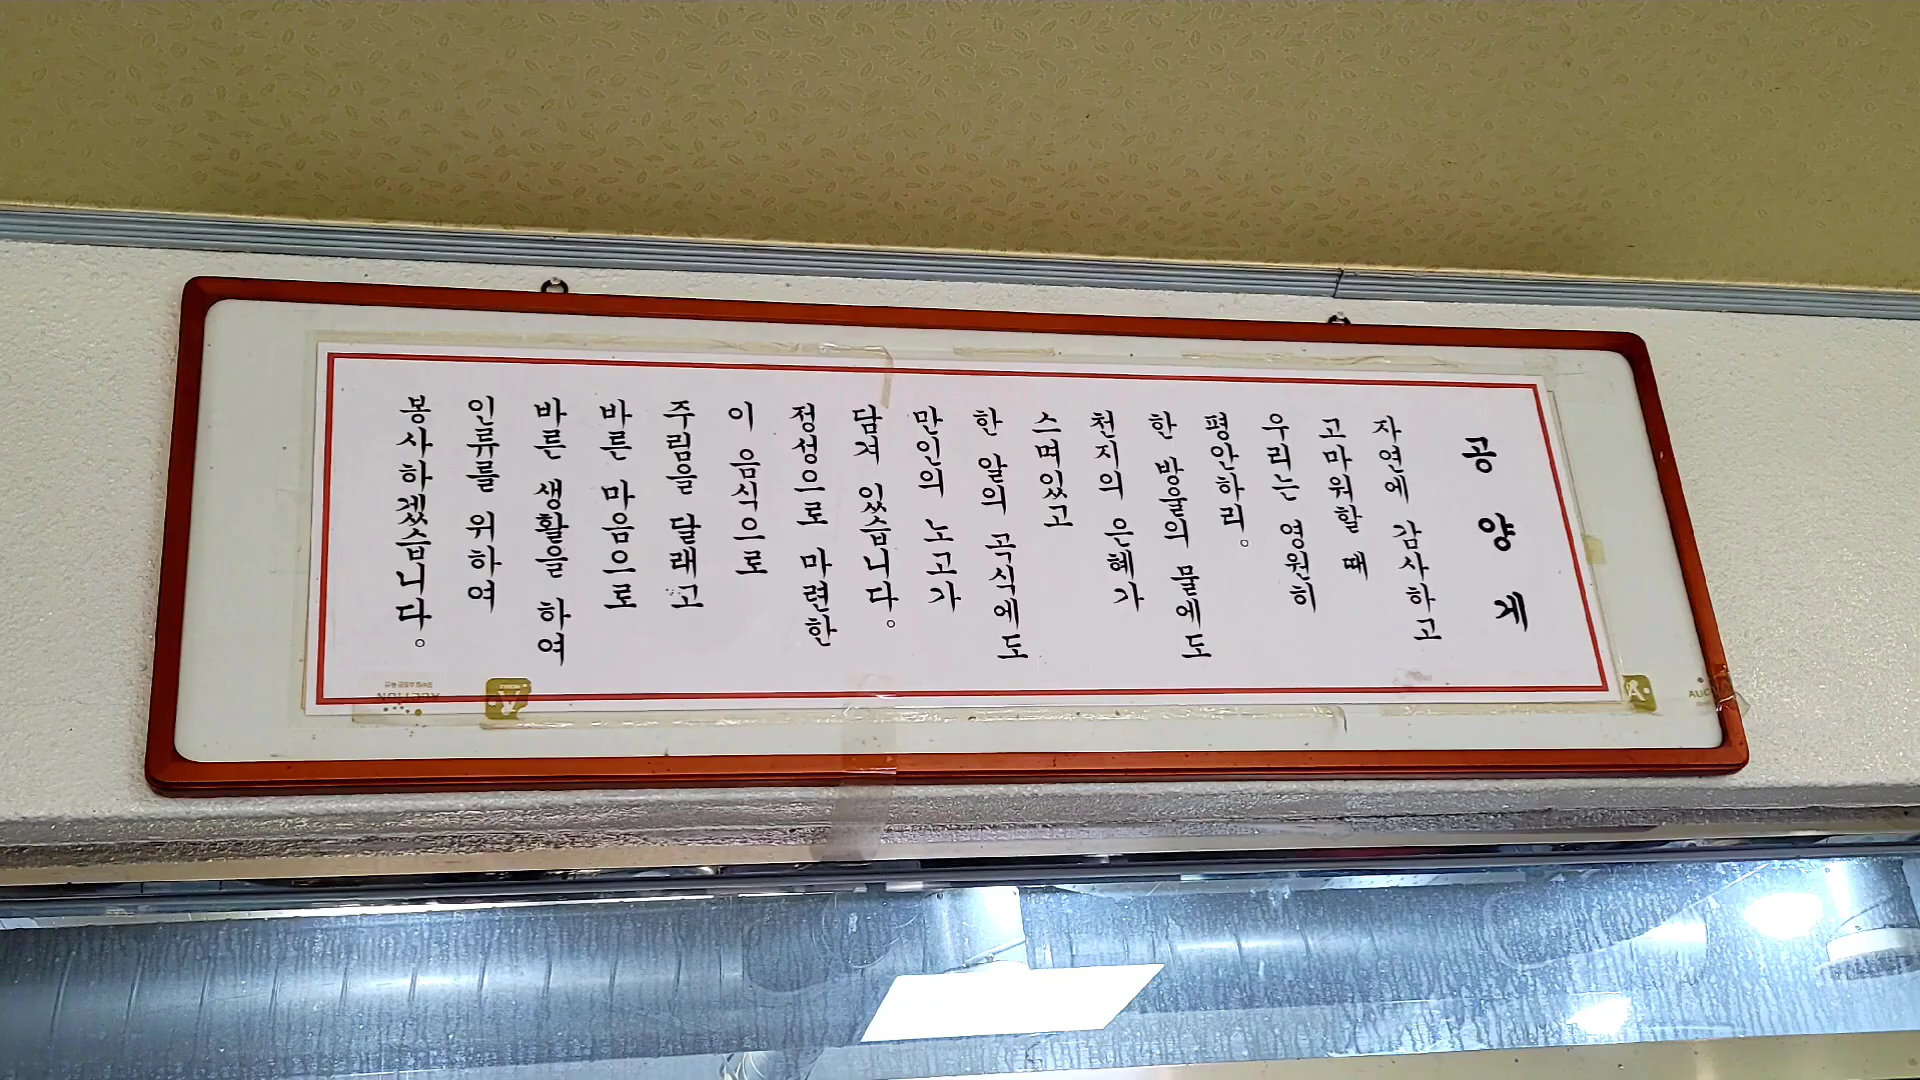 공양게
자연에 감사하고
고마워할 때
우리는 영원히
평안하리。
한 방울의 물에도
천지의 은혜가
스며있고
한 알의 곡식에도
만인의 노고가
담겨 있습니다。
정성으로 마련한
이 음식으로
주림을 달래고
바른 마음으로
바른 생활을 하여
인류를 위하여
봉사하겠습니다。